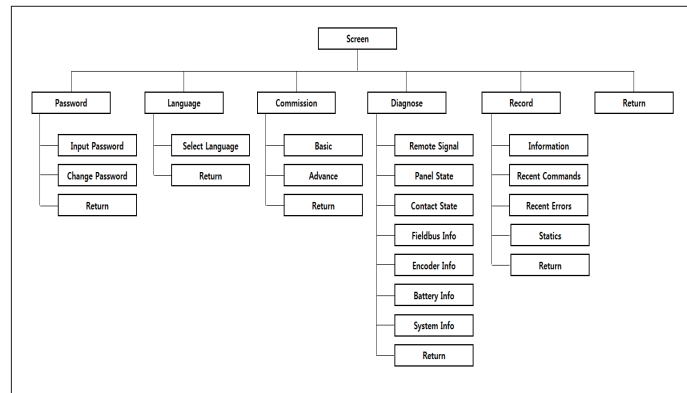 Screen
Password
Language
Commission
Diagnose
Record
Return
Input Password
Change Password
Return
Select Language
Return
Basic
Advance
Return
Remote Signal
Panel State
Contact State
Fieldbus Info
Encoder Info
Battery Info
System Info
Return
Information
Recent Commands
Recent Errors
Statics
Return